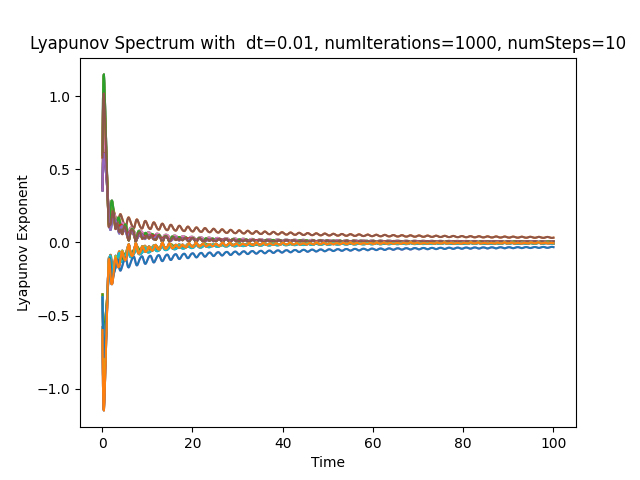 Lyapunov Spectrum with  dt=0.01, numIterations=1000, numSteps=10
1.0
0.5
0.0
−0.5
−1.0
Lyapunov Exponent
0 20 40 60 80 100
Time